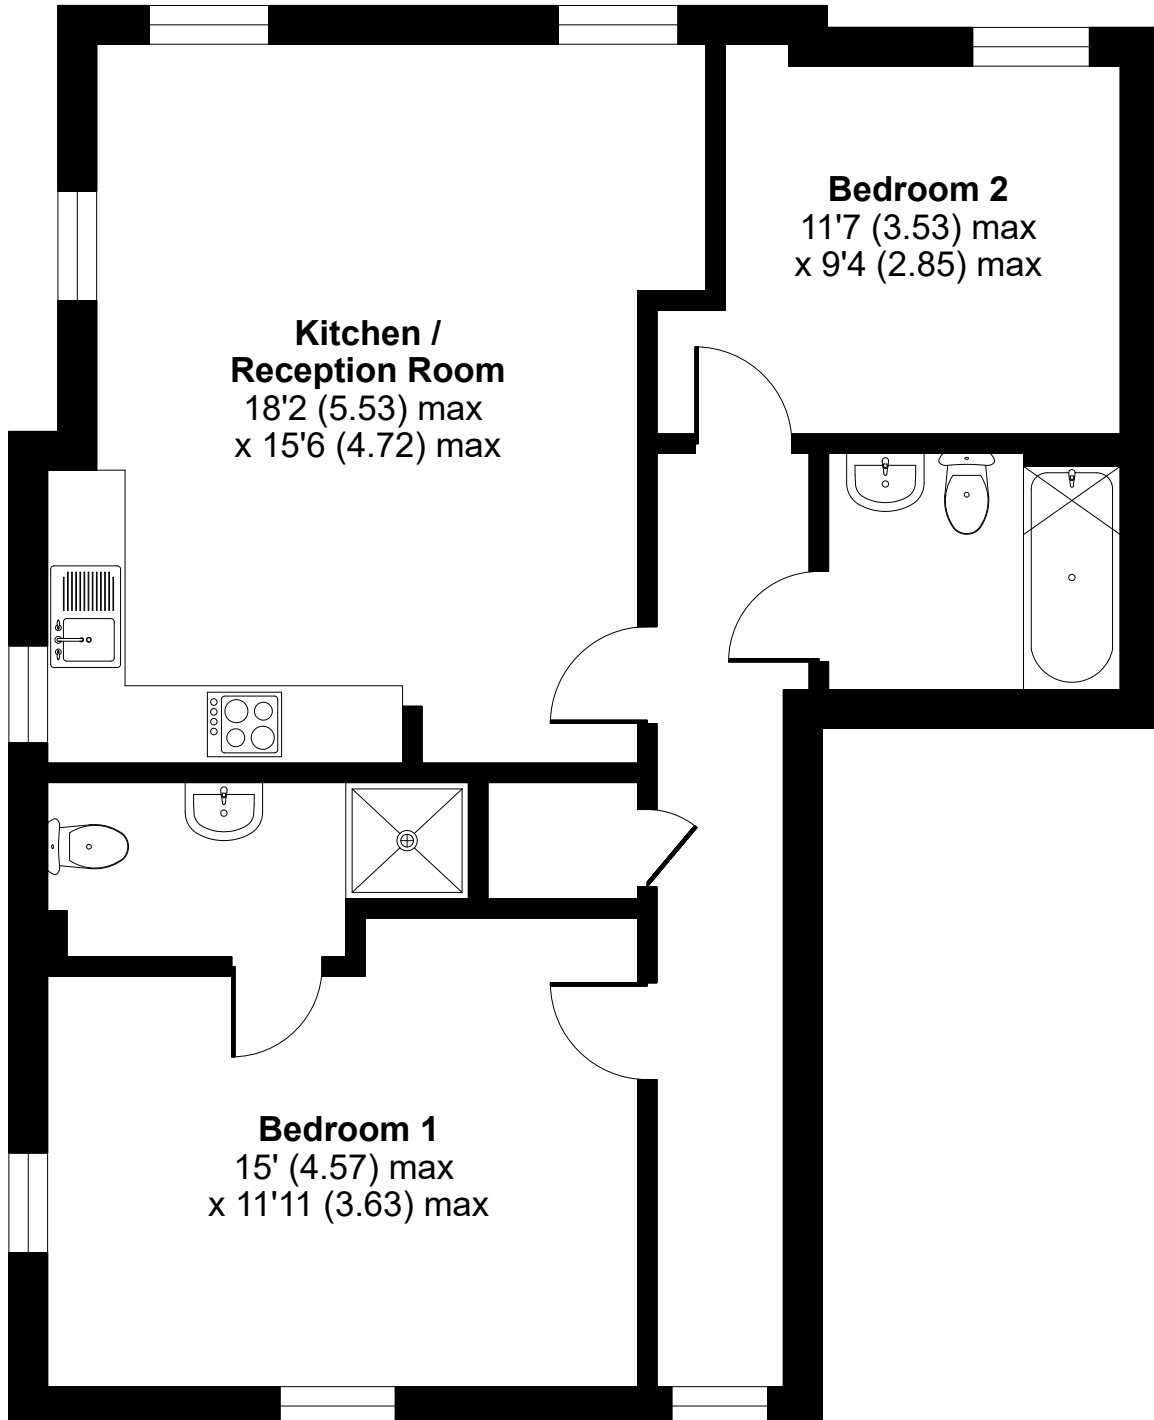 Bedroom 2
11'7 (3.53) max
x 9'4 (2.85) max
Kitchen /
Reception Room
18'2 (5.53) max
x 15'6 (4.72) max
Bedroom 1
15' (4.57) max
x 11'11 (3.63) max